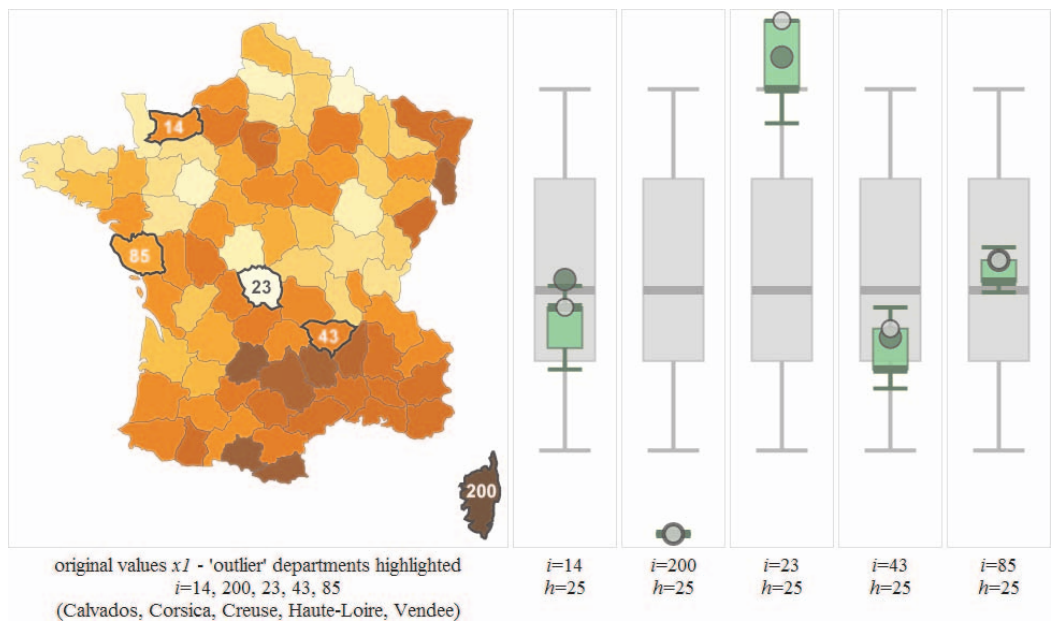 14
85
23
43
200
original values x1 - 'outlier' departments highlighted
i=14, 200, 23, 43, 85
(Calvados, Corsica, Creuse, Haute-Loire, Vendee)
i=14
h=25
i=200
h=25
i=23
h=25
i=43
h=25
i=85
h=25